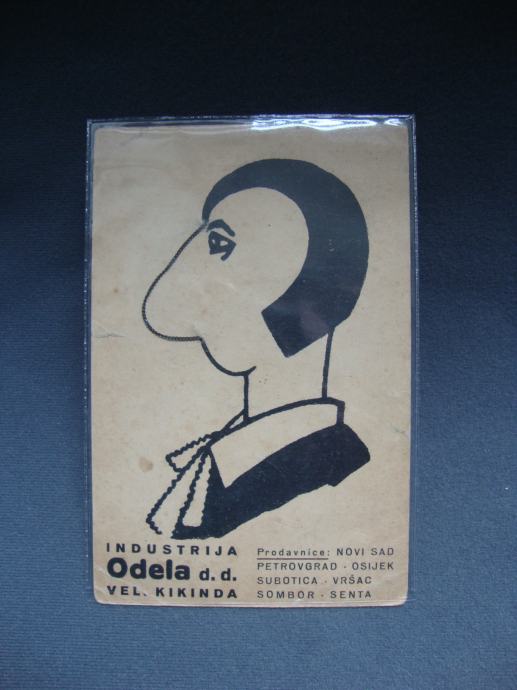 INDUSTRIJA
Odela d. d.
VEL. KIKINDA
Prodavnice: NOVI SAD
PETROVGRAD · OSIJEK
SUBOTICA · VRŠAC
SOMBOR · SENTA